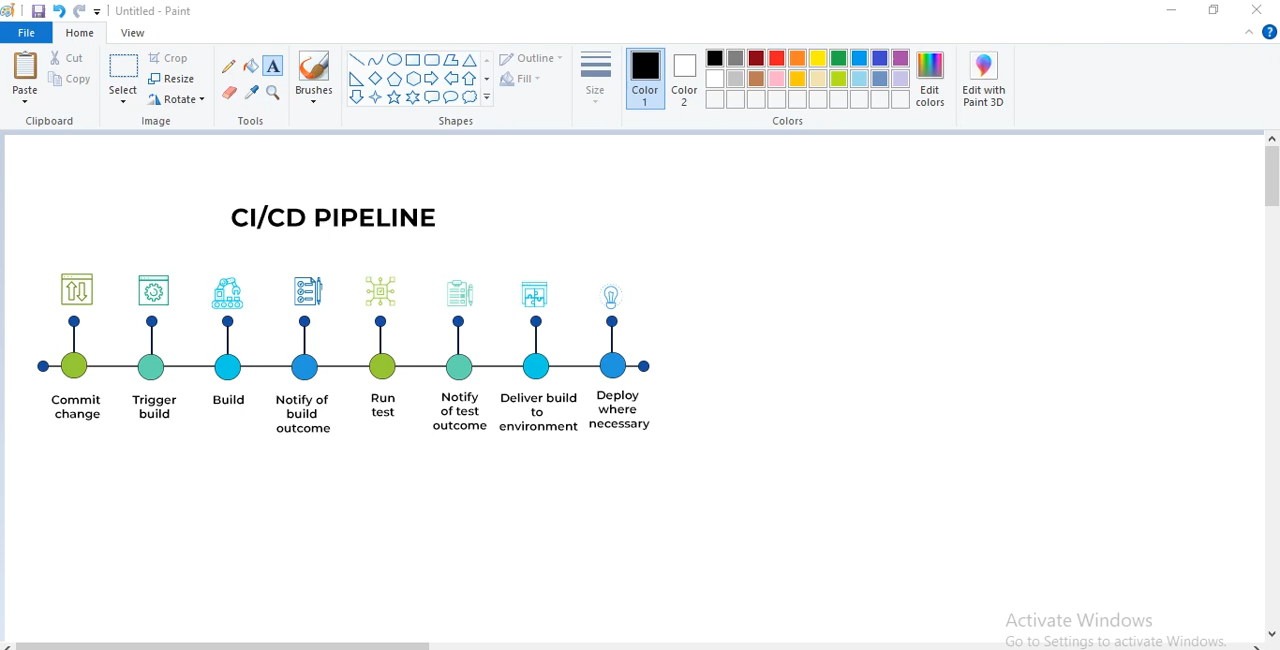 Untitled - Paint
File
Home
View
Paste
Cut
Copy
Clipboard
Select
Crop
Resize
Rotate
Image
A
Tools
Brushes
Shapes
Outline
Fill
Size
Color
1
Color
2
Colors
Edit
colors
Edit with
Paint 3D
CI/CD PIPELINE
Commit
change
Trigger
build
Build
Notify of
build
outcome
Run
test
Notify
of test
outcome
Deliver build
to
environment
Deploy
where
necessary
Activate Windows
Go to Settings to activate Windows.